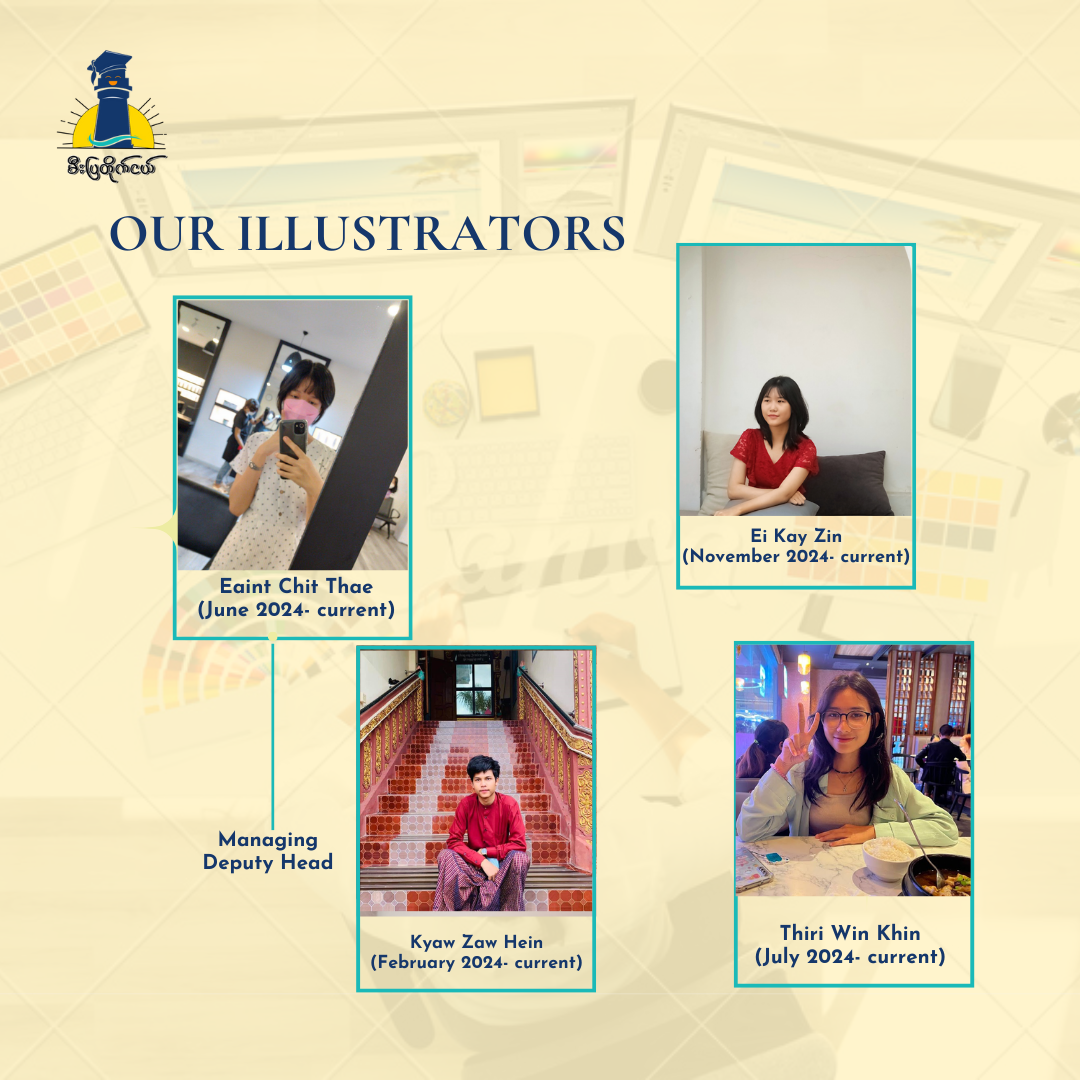 မီးပြတိုက်ငယ်
OUR ILLUSTRATORS
Eaint Chit Thae
(June 2024- current)
Ei Kay Zin
(November 2024- current)
Managing
Deputy Head
Kyaw Zaw Hein
(February 2024- current)
Thiri Win Khin
(July 2024- current)